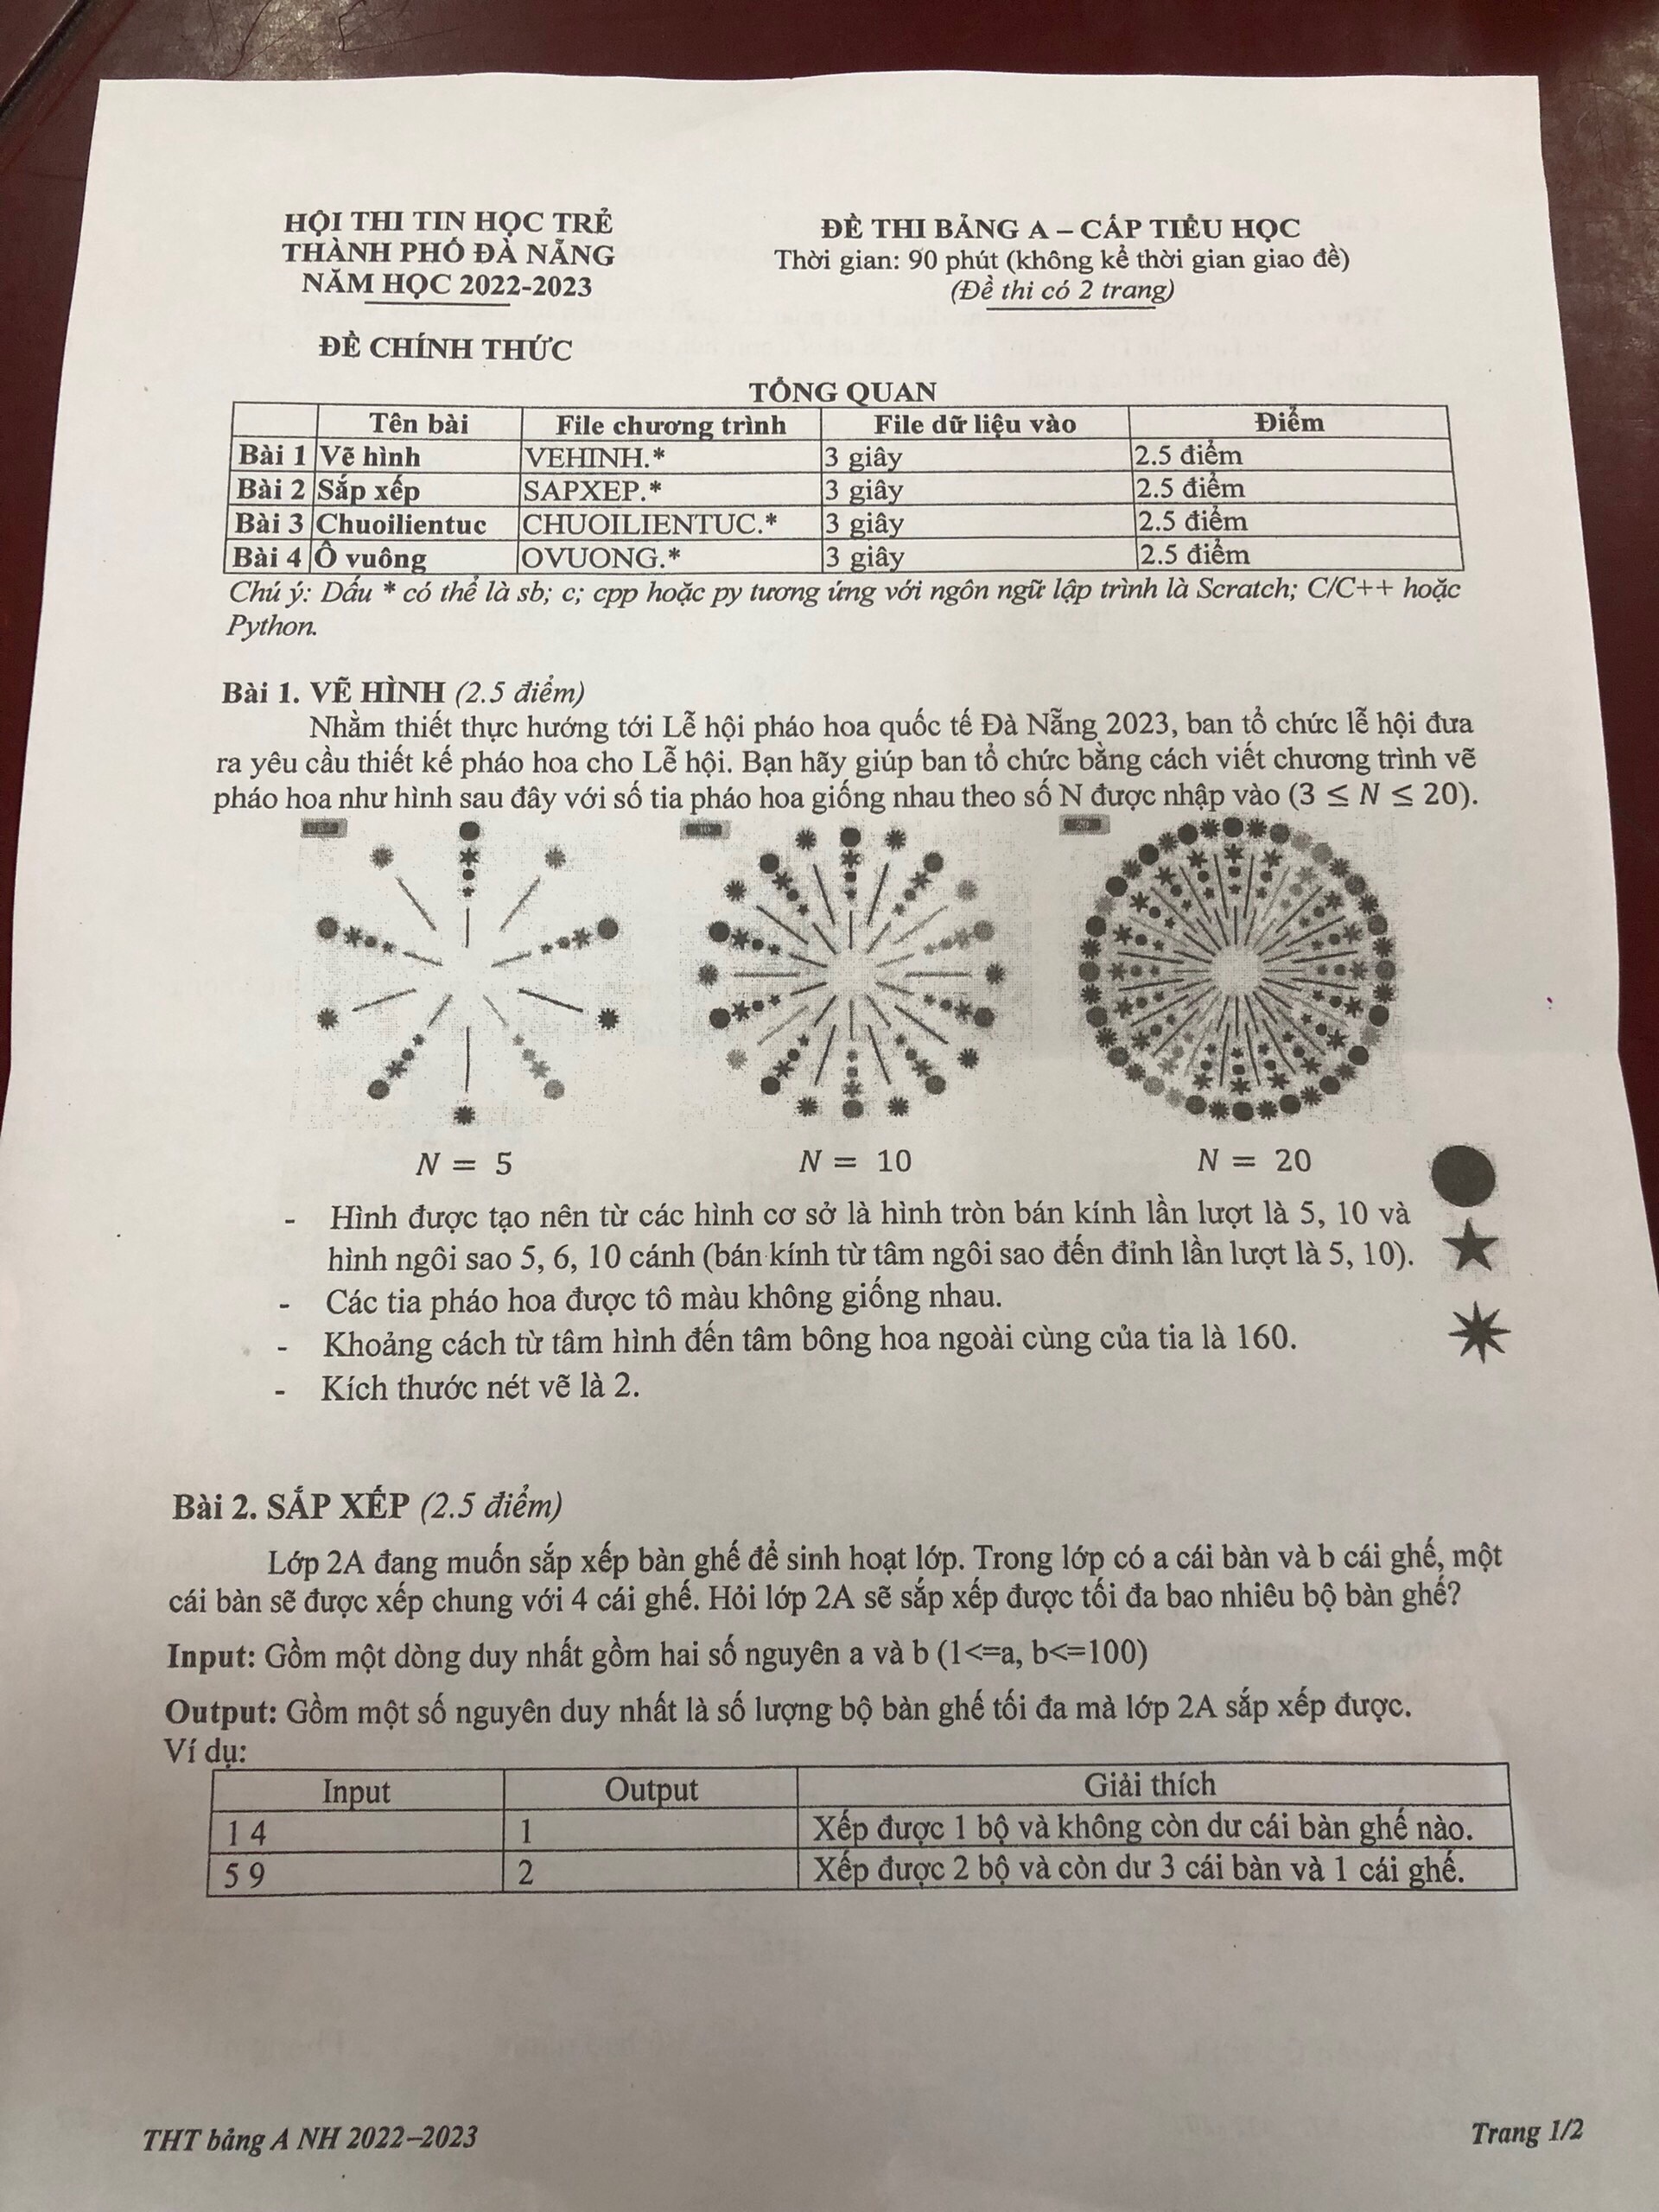 HỘI THI TIN HỌC TRẺ
THÀNH PHỐ ĐÀ NẴNG
NĂM HỌC 2022-2023
ĐỀ THI BẢNG A – CẤP TIỂU HỌC
Thời gian: 90 phút (không kể thời gian giao đề)
(Đề thi có 2 trang)
ĐỀ CHÍNH THỨC
TỔNG QUAN
Tên bài File chương trình File dữ liệu vào Điểm
Bài 1 Vẽ hình VEHINH.* 3 giây 2.5 điểm
Bài 2 Sắp xếp SAPXEP.* 3 giây 2.5 điểm
Bài 3 Chuoilientuc CHUOILIENTUC.* 3 giây 2.5 điểm
Bài 4 Ô vuông OVUONG.* 3 giây 2.5 điểm
Chú ý: Dấu * có thể là sb; c; cpp hoặc py tương ứng với ngôn ngữ lập trình là Scratch; C/C++ hoặc
Python.
Bài 1. VẼ HÌNH (2.5 điểm)
Nhằm thiết thực hướng tới Lễ hội pháo hoa quốc tế Đà Nẵng 2023, ban tổ chức lễ hội đưa
ra yêu cầu thiết kế pháo hoa cho Lễ hội. Bạn hãy giúp ban tổ chức bằng cách viết chương trình vẽ
pháo hoa như hình sau đây với số tia pháo hoa giống nhau theo số N được nhập vào (3 ≤ N ≤ 20).
N = 5
N = 10
N = 20
- Hình được tạo nên từ các hình cơ sở là hình tròn bán kính lần lượt là 5, 10 và
hình ngôi sao 5, 6, 10 cánh (bán kính từ tâm ngôi sao đến đỉnh lần lượt là 5, 10).
- Các tia pháo hoa được tô màu không giống nhau.
- Khoảng cách từ tâm hình đến tâm bông hoa ngoài cùng của tia là 160.
- Kích thước nét vẽ là 2.
Bài 2. SẮP XẾP (2.5 điểm)
Lớp 2A đang muốn sắp xếp bàn ghế để sinh hoạt lớp. Trong lớp có a cái bàn và b cái ghế, một
cái bàn sẽ được xếp chung với 4 cái ghế. Hỏi lớp 2A sẽ sắp xếp được tối đa bao nhiêu bộ bàn ghế?
Input: Gồm một dòng duy nhất gồm hai số nguyên a và b (1<=a, b<=100)
Output: Gồm một số nguyên duy nhất là số lượng bộ bàn ghế tối đa mà lớp 2A sắp xếp được.
Ví dụ:
Input Output Giải thích
1 4 1 Xếp được 1 bộ và không còn dư cái bàn ghế nào.
5 9 2 Xếp được 2 bộ và còn dư 3 cái bàn và 1 cái ghế.
THT bảng A NH 2022–2023
Trang 1/2